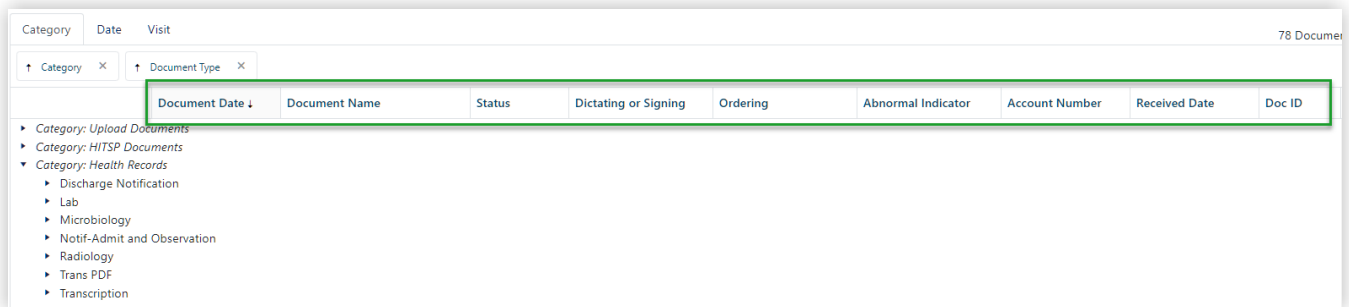 Category Date Visit
78 Documen
↑ Category × ↑ Document Type ×
Document Date ↓ Document Name Status Dictating or Signing Ordering Abnormal Indicator Account Number Received Date Doc ID
Category: Upload Documents
Category: HITSP Documents
Category: Health Records
Discharge Notification
Lab
Microbiology
Notif-Admit and Observation
Radiology
Trans PDF
Transcription